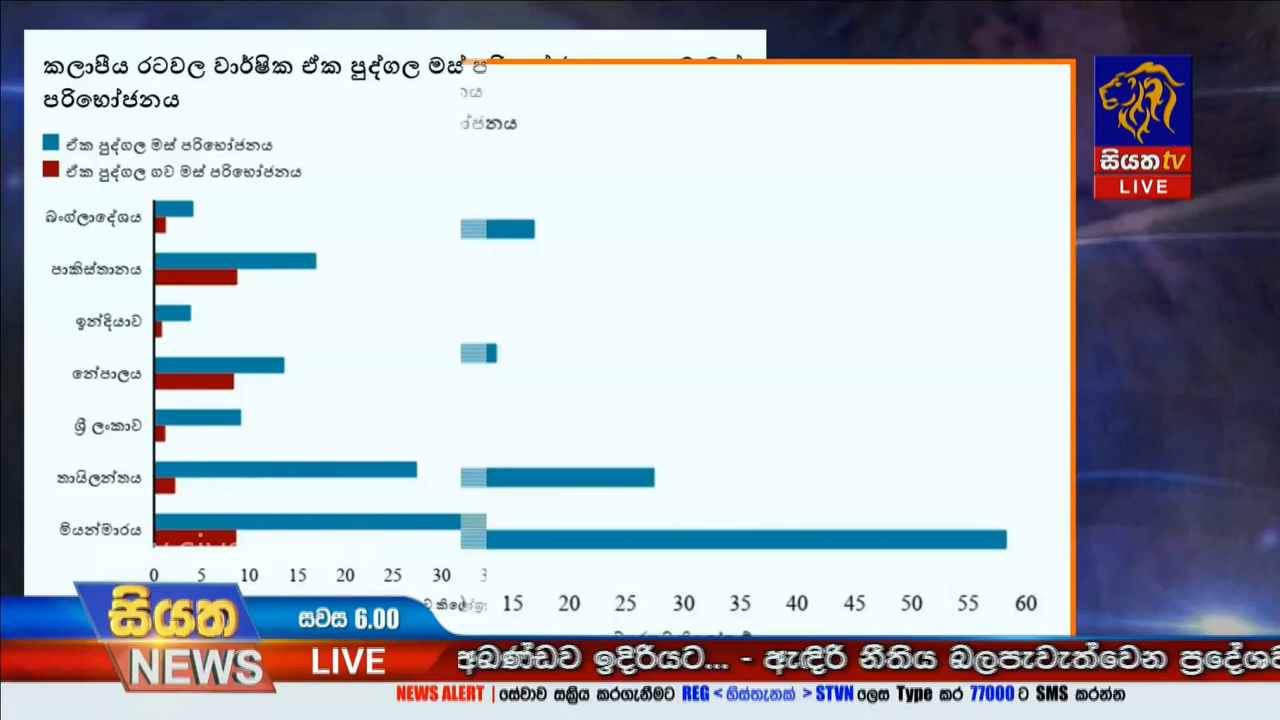 කලාපීය රටවල වාර්ෂික ඒක පුද්ගල මස්
පරිභෝජනය
ඒක පුද්ගල මස් පරිභෝජනය
ඒක පුද්ගල ගව මස් පරිභෝජනය
බංග්ලාදේශය
පාකිස්තානය
ඉන්දියාව
නේපාලය
ශ්‍රී ලංකාව
තායිලන්තය
මියන්මාරය
0 5 10 15 20 25 30
15 20 25 30 35 40 45 50 55 60
සියත tv
LIVE
සියත
NEWS
සවස 6.00
LIVE
අඛණ්ඩව ඉදිරියට... - ඇඳිරි නීතිය බලපැවැත්වෙන
NEWS ALERT | සේවාව සක්‍රිය කරගැනීමට REG < හිස්තැනක් > STVN ලෙස Type කර 77000 ට SMS කරන්න